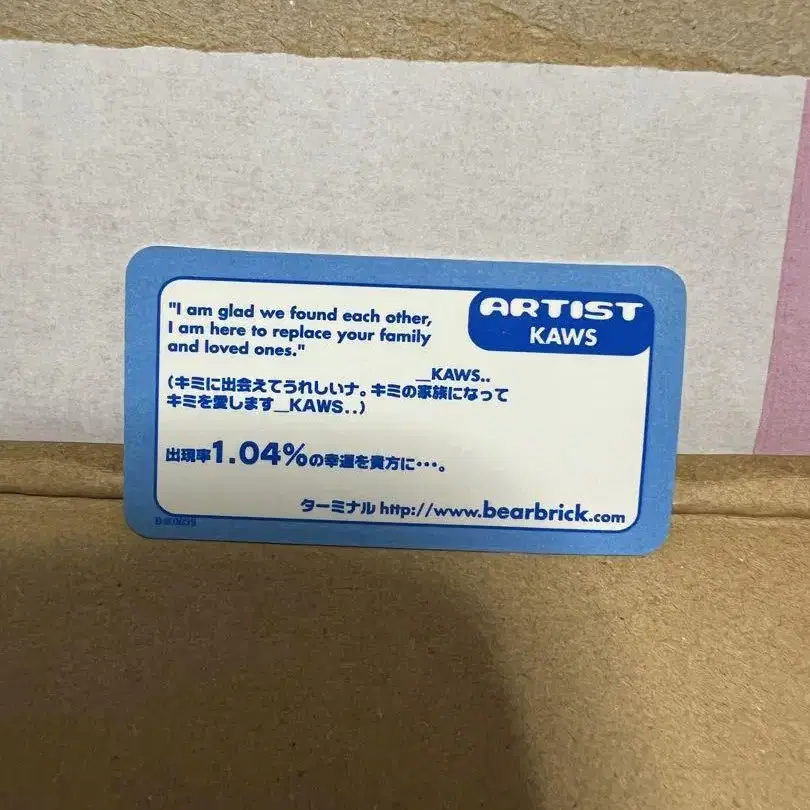 "I am glad we found each other,
I am here to replace your family
and loved ones."
ARTIST
KAWS
__KAWS..
(キミに出会えてうれしいナ。キミの家族になって
キミを愛します__KAWS..)
出現率1.04%の幸運を貴方に・・・。
ターミナル http://www.bearbrick.com